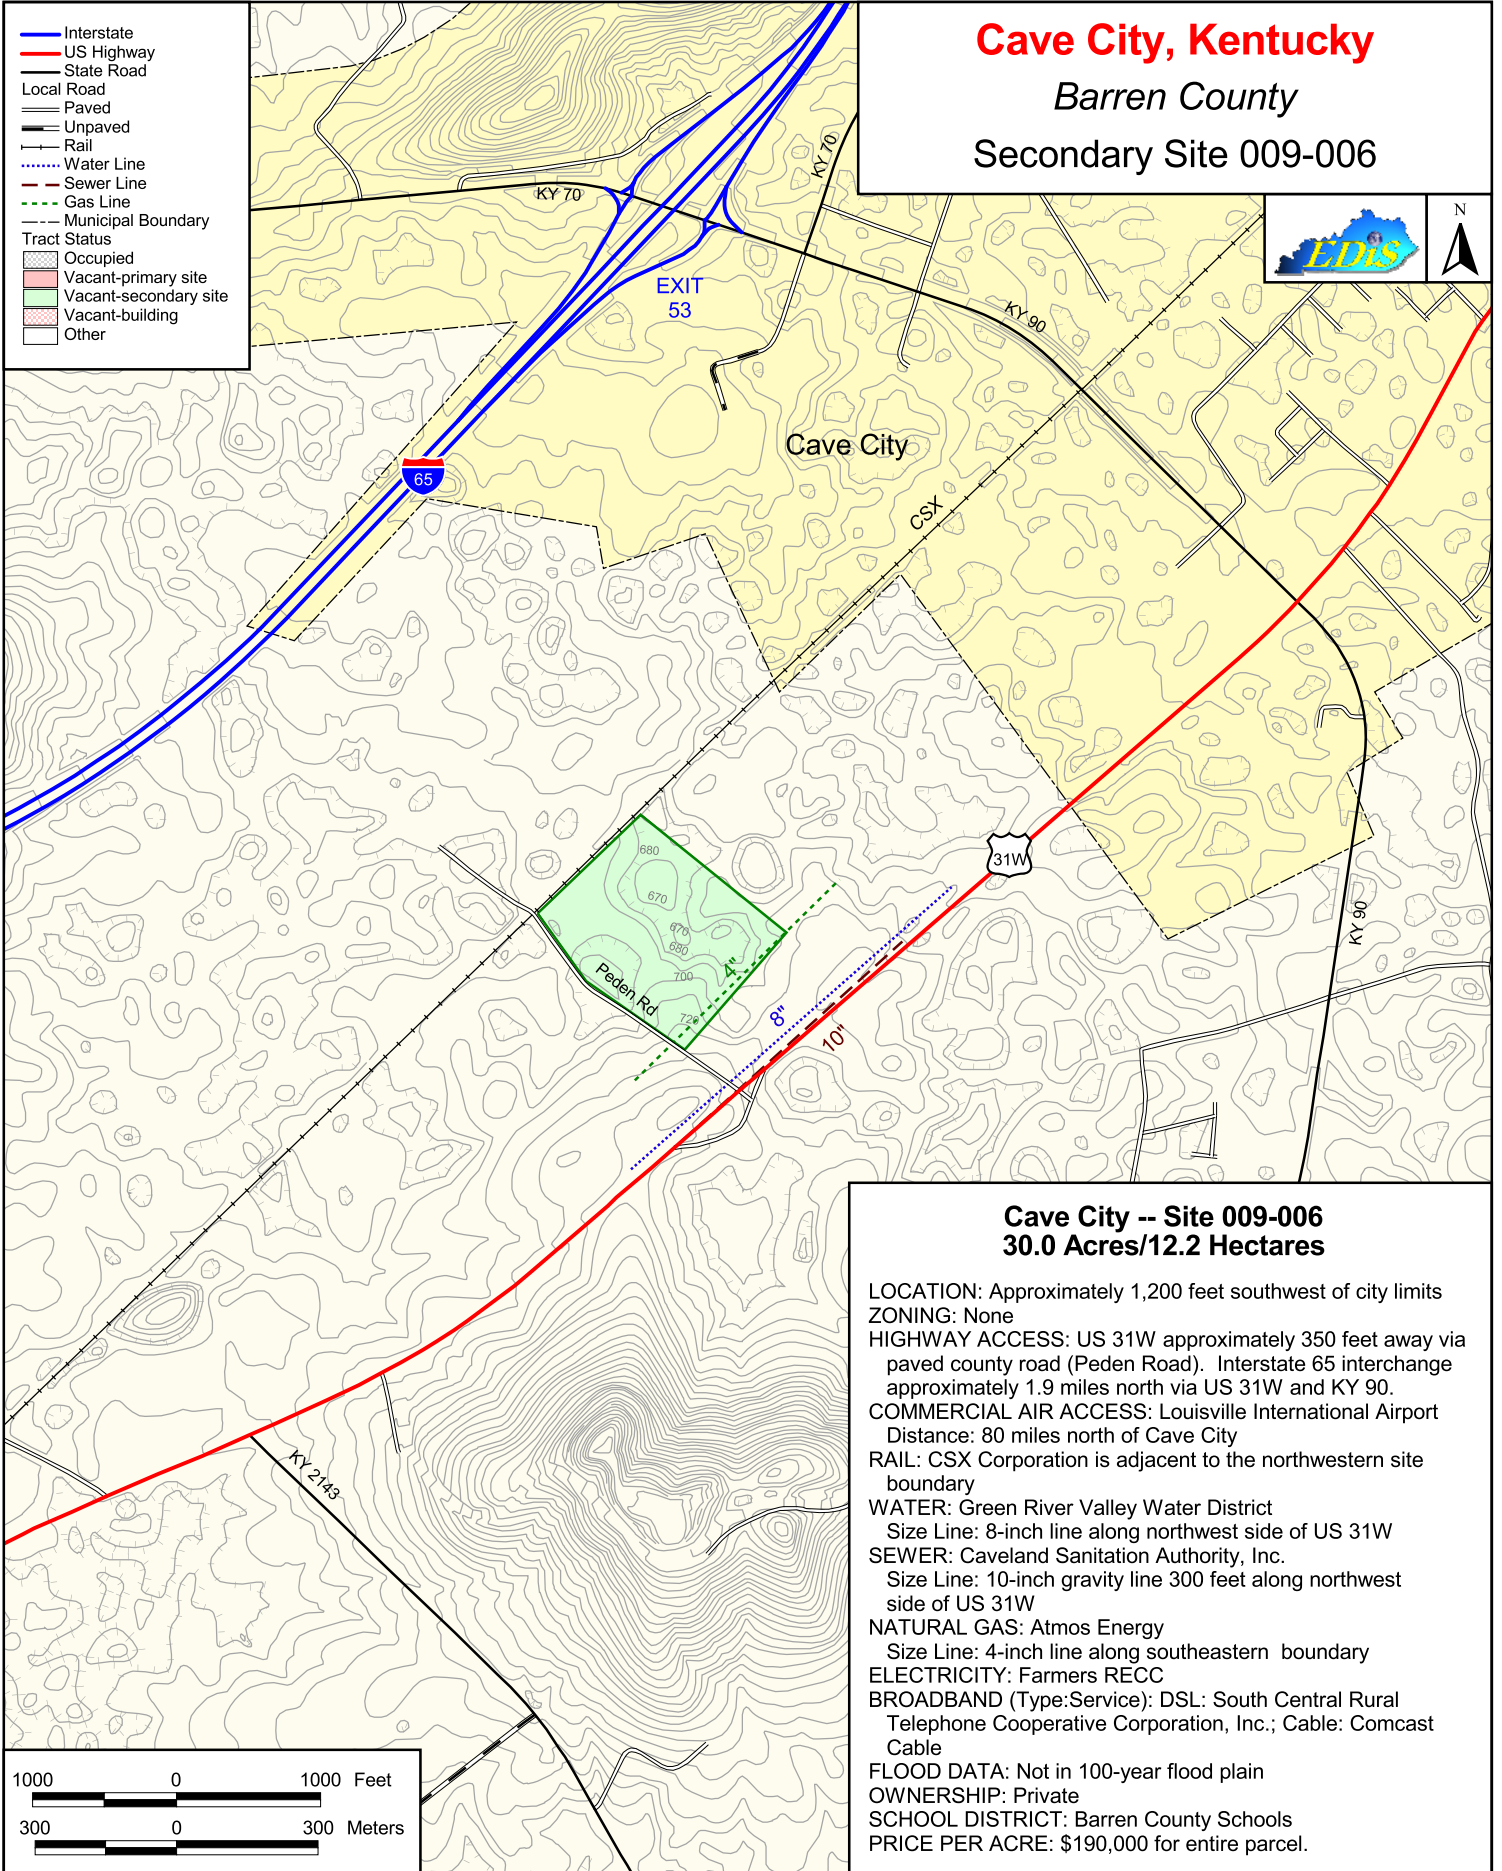 Interstate
US Highway
State Road
Local Road
Paved
Unpaved
Rail
Water Line
Sewer Line
Gas Line
Municipal Boundary
Tract Status
Occupied
Vacant-primary site
Vacant-secondary site
Vacant-building
Other
Cave City, Kentucky
Barren County
Secondary Site 009-006
EDiS
N
KY 70
KY 70
EXIT
53
KY 90
Cave City
65
CSX
31W
KY 90
680
670
670
680
700
720
Peden Rd
4"
8"
10"
KY 2143
Cave City -- Site 009-006
30.0 Acres/12.2 Hectares
LOCATION: Approximately 1,200 feet southwest of city limits
ZONING: None
HIGHWAY ACCESS: US 31W approximately 350 feet away via
paved county road (Peden Road).  Interstate 65 interchange
approximately 1.9 miles north via US 31W and KY 90.
COMMERCIAL AIR ACCESS: Louisville International Airport
Distance: 80 miles north of Cave City
RAIL: CSX Corporation is adjacent to the northwestern site
boundary
WATER: Green River Valley Water District
Size Line: 8-inch line along northwest side of US 31W
SEWER: Caveland Sanitation Authority, Inc.
Size Line: 10-inch gravity line 300 feet along northwest
side of US 31W
NATURAL GAS: Atmos Energy
Size Line: 4-inch line along southeastern  boundary
ELECTRICITY: Farmers RECC
BROADBAND (Type:Service): DSL: South Central Rural
Telephone Cooperative Corporation, Inc.; Cable: Comcast
Cable
FLOOD DATA: Not in 100-year flood plain
OWNERSHIP: Private
SCHOOL DISTRICT: Barren County Schools
PRICE PER ACRE: $190,000 for entire parcel.
1000 0 1000 Feet
300 0 300 Meters